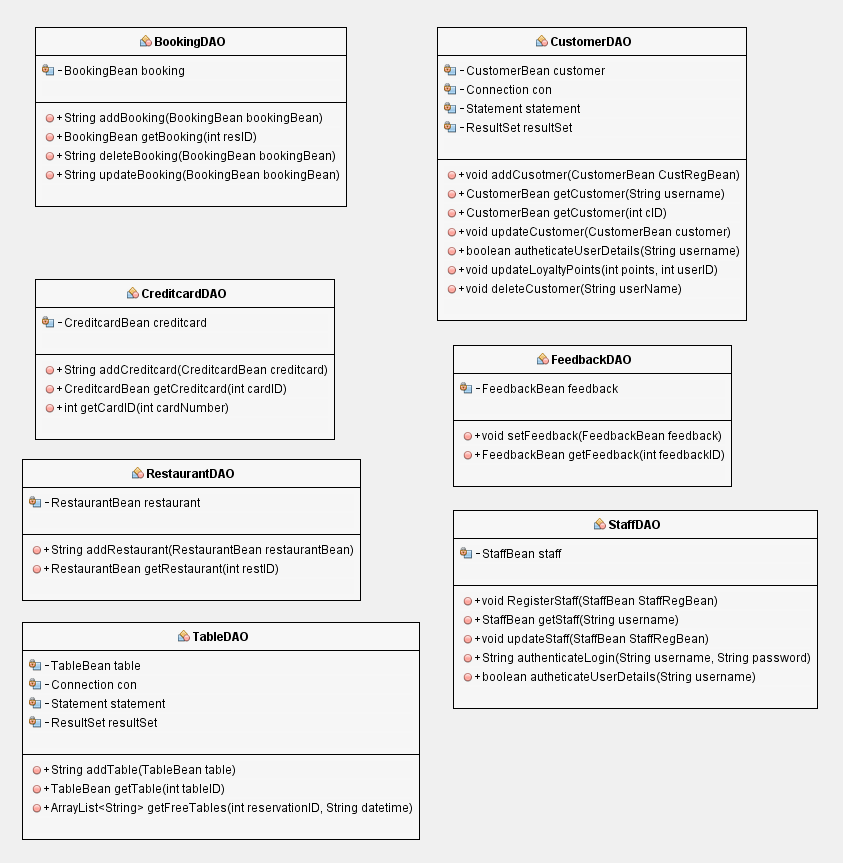 BookingDAO
- BookingBean booking
+ String addBooking(BookingBean bookingBean)
+ BookingBean getBooking(int resID)
+ String deleteBooking(BookingBean bookingBean)
+ String updateBooking(BookingBean bookingBean)
CustomerDAO
- CustomerBean customer
- Connection con
- Statement statement
- ResultSet resultSet
+void addCusotmer(CustomerBean CustRegBean)
+ CustomerBean getCustomer(String username)
+ CustomerBean getCustomer(int cID)
+void updateCustomer(CustomerBean customer)
+ boolean autheticateUserDetails(String username)
+void updateLoyaltyPoints(int points, int userID)
+void deleteCustomer(String userName)
CreditcardDAO
- CreditcardBean creditcard
+ String addCreditcard(CreditcardBean creditcard)
+ CreditcardBean getCreditcard(int cardID)
+ int getCardID(int cardNumber)
FeedbackDAO
- FeedbackBean feedback
+void setFeedback(FeedbackBean feedback)
+ FeedbackBean getFeedback(int feedbackID)
RestaurantDAO
- RestaurantBean restaurant
+ String addRestaurant(RestaurantBean restaurantBean)
+ RestaurantBean getRestaurant(int restID)
StaffDAO
- StaffBean staff
+void RegisterStaff(StaffBean StaffRegBean)
+ StaffBean getStaff(String username)
+void updateStaff(StaffBean StaffRegBean)
+ String authenticateLogin(String username, String password)
+ boolean autheticateUserDetails(String username)
TableDAO
- TableBean table
- Connection con
- Statement statement
- ResultSet resultSet
+ String addTable(TableBean table)
+ TableBean getTable(int tableID)
+ ArrayList<String> getFreeTables(int reservationID, String datetime)